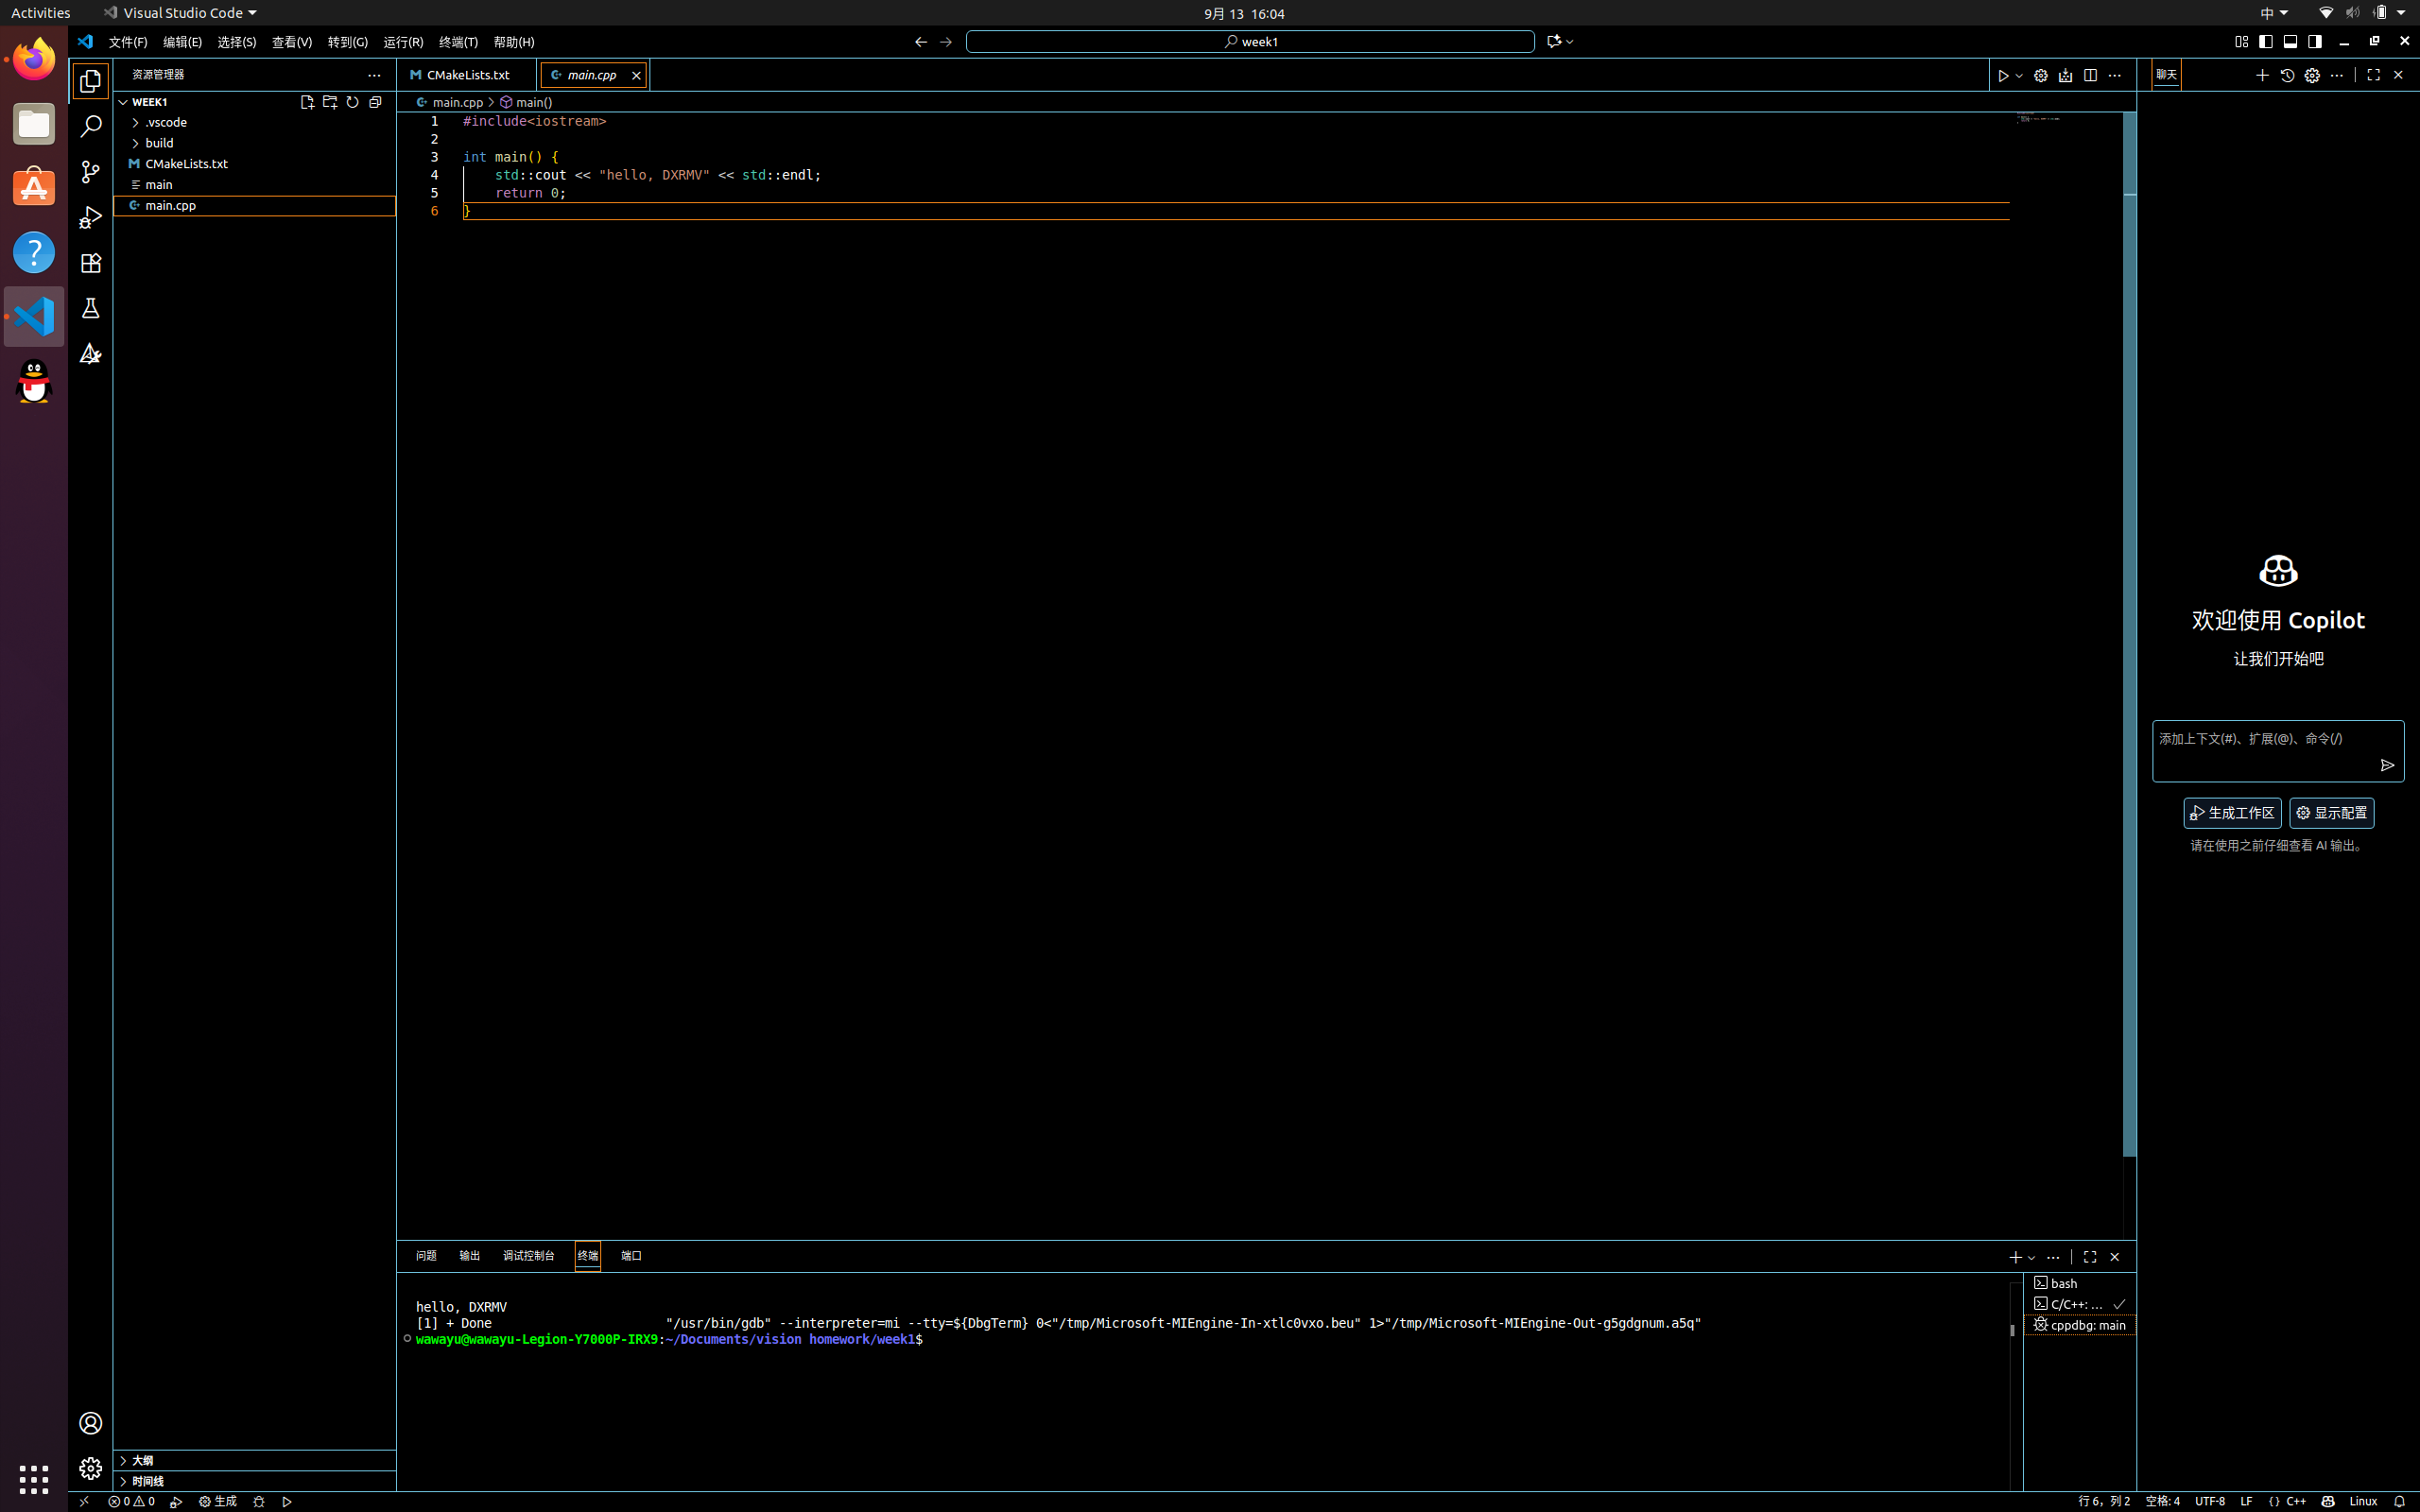 Activities
Visual Studio Code
9月 13 16:04
中
文件(F) 编辑(E) 选择(S) 查看(V) 转到(G) 运行(R) 终端(T) 帮助(H)
week1
资源管理器
WEEK1
.vscode
build
CMakeLists.txt
main
main.cpp
CMakeLists.txt
main.cpp
main.cpp > main()
1 #include<iostream>
2
3 int main() {
4 std::cout << "hello, DXRMV" << std::endl;
5 return 0;
6 }
聊天
欢迎使用 Copilot
让我们开始吧
添加上下文(#)、扩展(@)、命令(/)
生成工作区
显示配置
请在使用之前仔细查看 AI 输出。
问题 输出 调试控制台 终端 端口
hello, DXRMV
[1] + Done "/usr/bin/gdb" --interpreter=mi --tty=${DbgTerm} 0<"/tmp/Microsoft-MIEngine-In-xtlc0vxo.beu" 1>"/tmp/Microsoft-MIEngine-Out-g5gdgnum.a5q"
wawayu@wawayu-Legion-Y7000P-IRX9:~/Documents/vision homework/week1$
bash
C/C++: ...
cppdbg: main
大纲
时间线
0 0
生成
行 6，列 2
空格: 4
UTF-8
LF
{ } C++
Linux